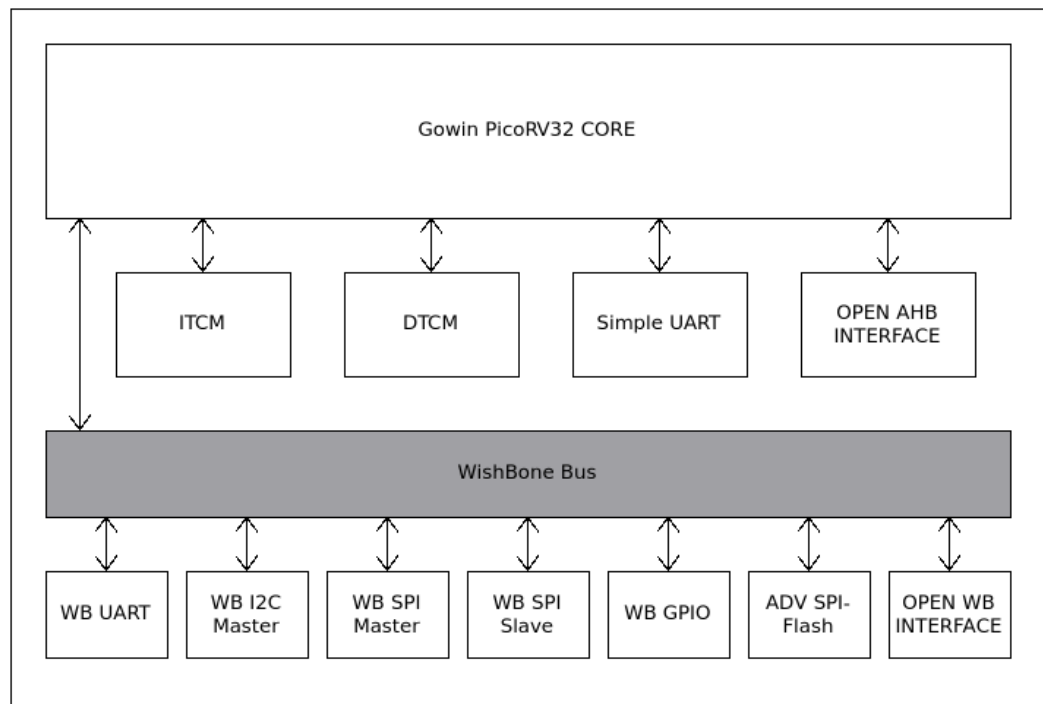 Gowin PicoRV32 CORE
ITCM
DTCM
Simple UART
OPEN AHB
INTERFACE
WishBone Bus
WB UART
WB I2C
Master
WB SPI
Master
WB SPI
Slave
WB GPIO
ADV SPI-
Flash
OPEN WB
INTERFACE